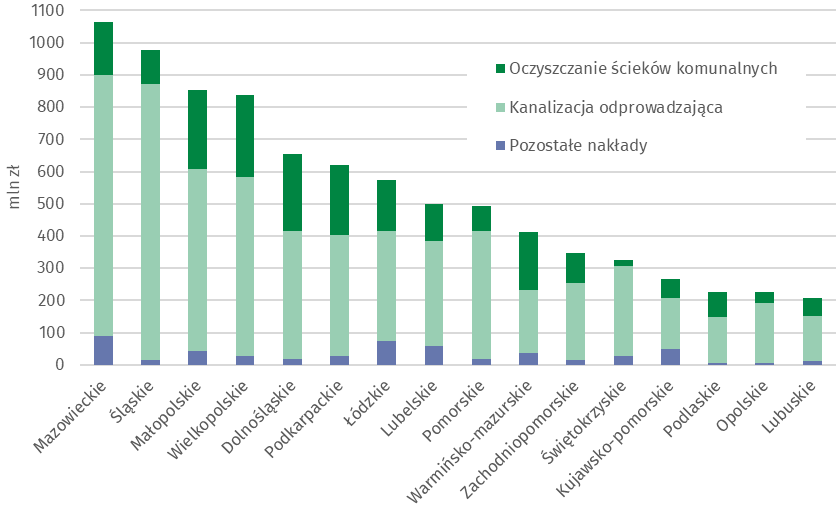 1100
1000
900
800
700
600
500
400
300
200
100
0
mln zł
Oczyszczanie ścieków komunalnych
Kanalizacja odprowadzająca
Pozostałe nakłady
Mazowieckie
Śląskie
Małopolskie
Wielkopolskie
Dolnośląskie
Podkarpackie
Łódzkie
Lubelskie
Pomorskie
Warmińsko-mazurskie
Zachodniopomorskie
Świętokrzyskie
Kujawsko-pomorskie
Podlaskie
Opolskie
Lubuskie